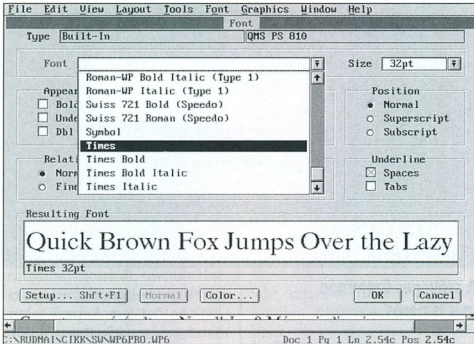 File Edit View Layout Tools Font Graphics Window Help
Font
Type Built-In QMS PS 810
Font Size 32pt
Roman-WP Bold Italic (Type 1)
Roman-WP Italic (Type 1)
Swiss 721 Bold (Speedo)
Swiss 721 Roman (Speedo)
Symbol
Times
Times Bold
Times Bold Italic
Times Italic
Appear
Bold
Unde
Dbl
Position
Normal
Superscript
Subscript
Relati
Norm
Fine
Underline
Spaces
Tabs
Resulting Font
Quick Brown Fox Jumps Over the Lazy
Times 32pt
Setup... Shft+F1 Normal Color... OK Cancel
C:\RUDNAI\CIKK\SW\WP6PRO.WP6 Doc 1 Pg 1 Ln 2.54c Pos 2.54c